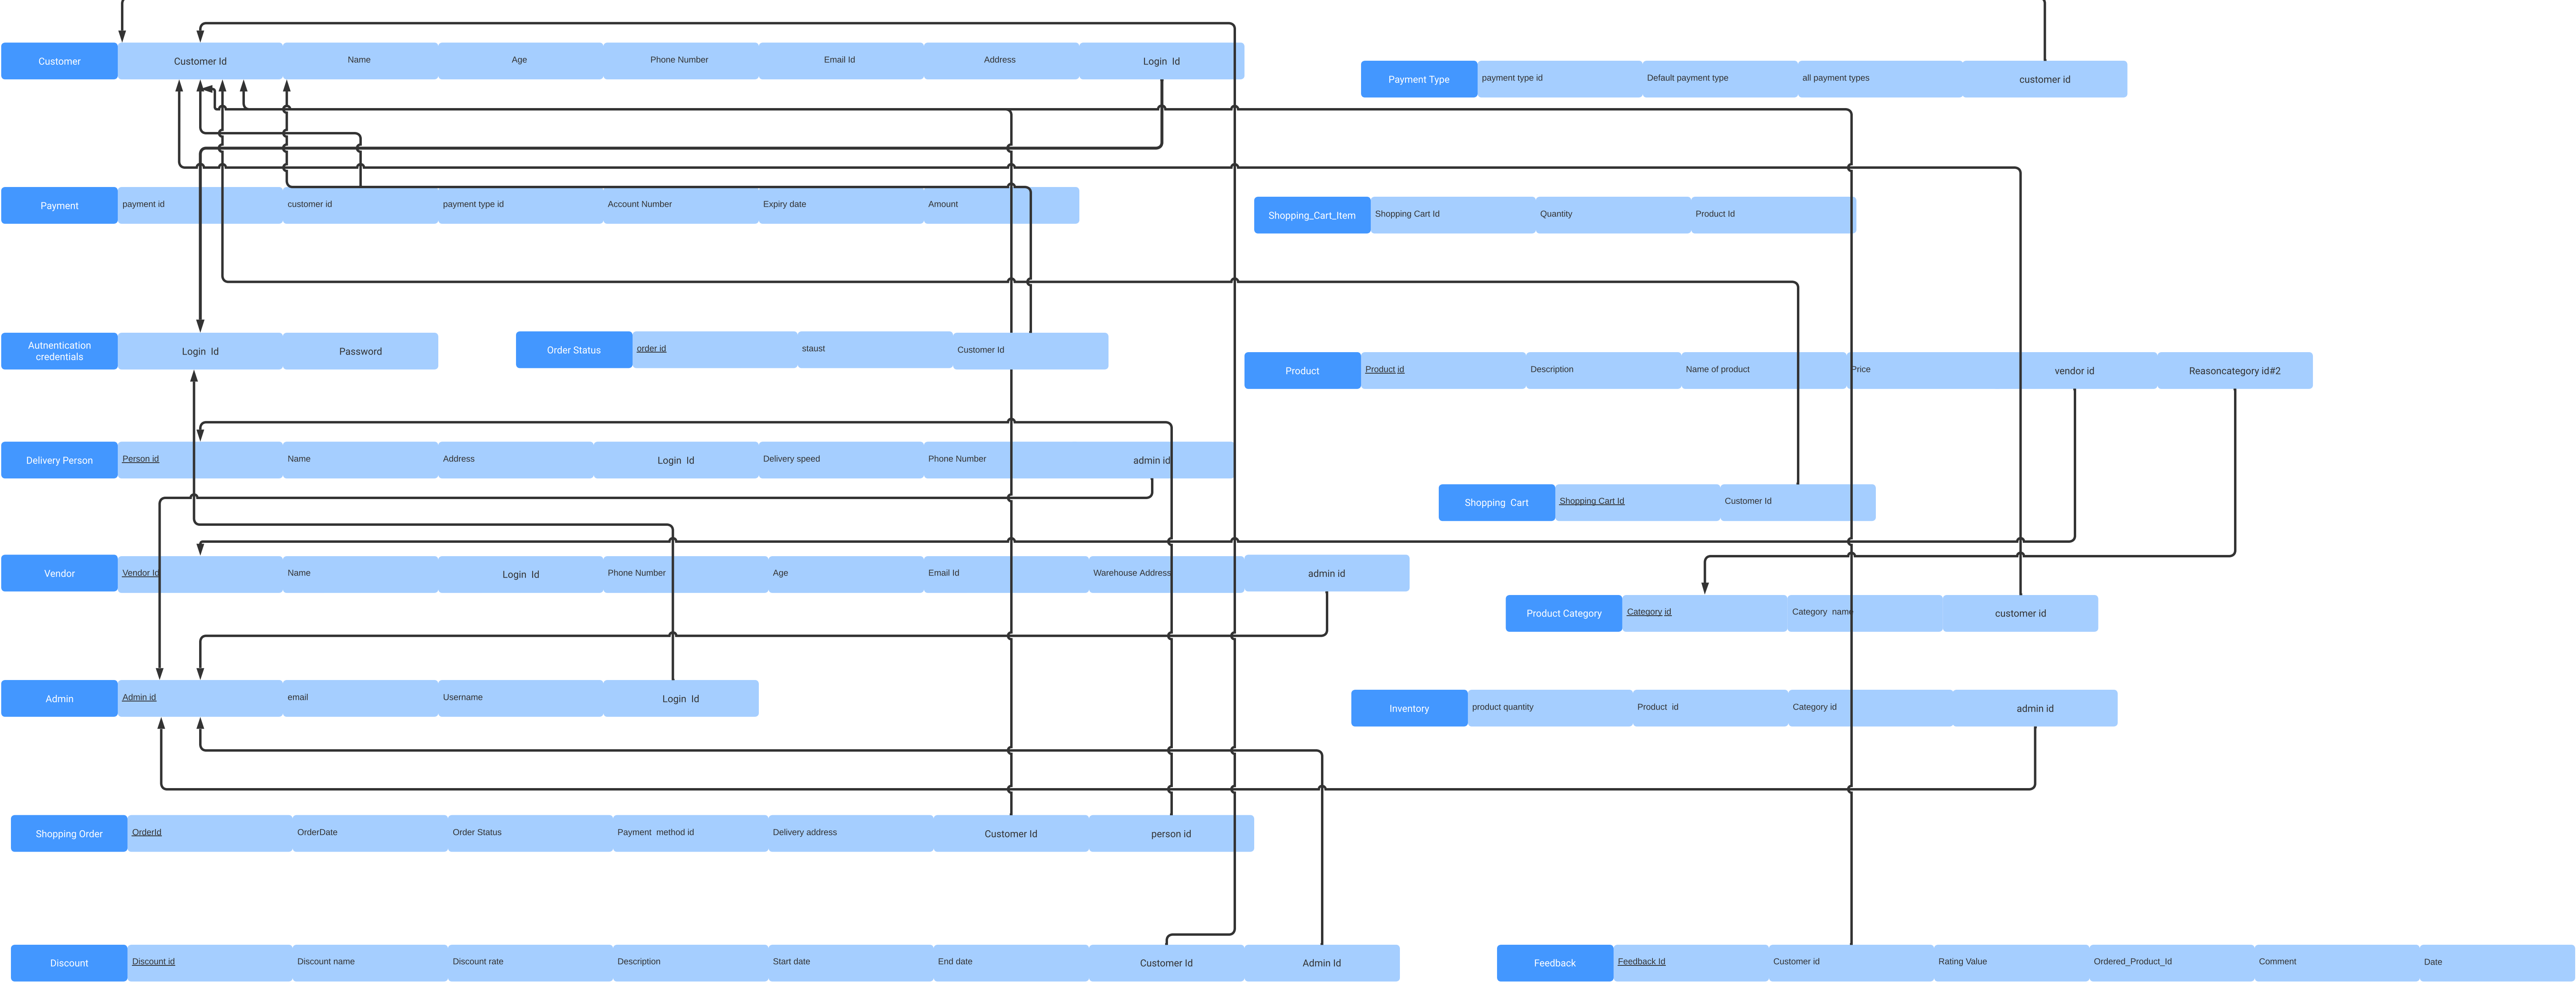 Customer
Customer Id
Name
Age
Phone Number
Email Id
Address
Login Id
Payment Type
payment type id
Default payment type
all payment types
customer id
Payment
payment id
customer id
payment type id
Account Number
Expiry date
Amount
Shopping_Cart_Item
Shopping Cart Id
Quantity
Product Id
Autnentication
credentials
Login Id
Password
Order Status
order id
staust
Customer Id
Product
Product id
Description
Name of product
Price
vendor id
Reasoncategory id#2
Delivery Person
Person id
Name
Address
Login Id
Delivery speed
Phone Number
admin id
Shopping Cart
Shopping Cart Id
Customer Id
Vendor
Vendor Id
Name
Login Id
Phone Number
Age
Email Id
Warehouse Address
admin id
Product Category
Category id
Category name
customer id
Admin
Admin id
email
Username
Login Id
Inventory
product quantity
Product id
Category id
admin id
Shopping Order
OrderId
OrderDate
Order Status
Payment method id
Delivery address
Customer Id
person id
Discount
Discount id
Discount name
Discount rate
Description
Start date
End date
Customer Id
Admin Id
Feedback
Feedback Id
Customer id
Rating Value
Ordered_Product_Id
Comment
Date